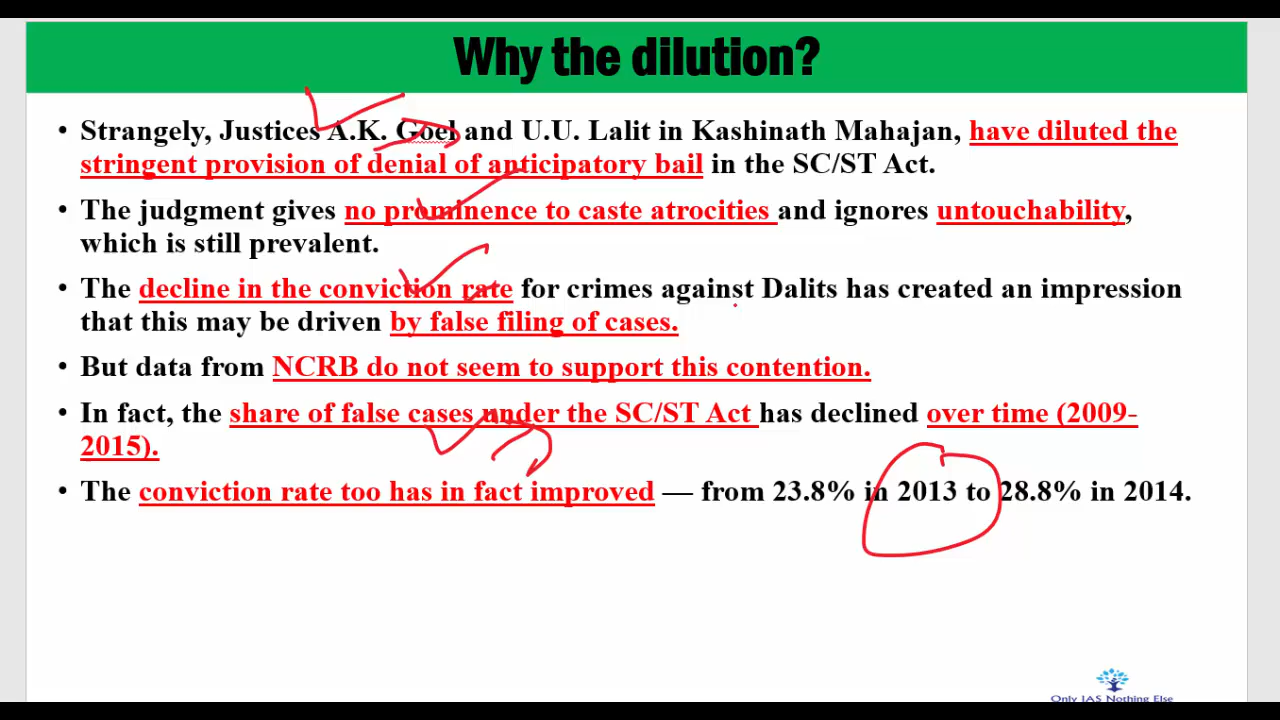 Why the dilution?
• Strangely, Justices A.K. Goel and U.U. Lalit in Kashinath Mahajan, have diluted the
stringent provision of denial of anticipatory bail in the SC/ST Act.
• The judgment gives no prominence to caste atrocities and ignores untouchability,
which is still prevalent.
• The decline in the conviction rate for crimes against Dalits has created an impression
that this may be driven by false filing of cases.
• But data from NCRB do not seem to support this contention.
• In fact, the share of false cases under the SC/ST Act has declined over time (2009-
2015).
• The conviction rate too has in fact improved — from 23.8% in 2013 to 28.8% in 2014.
Only IAS Nothing Else